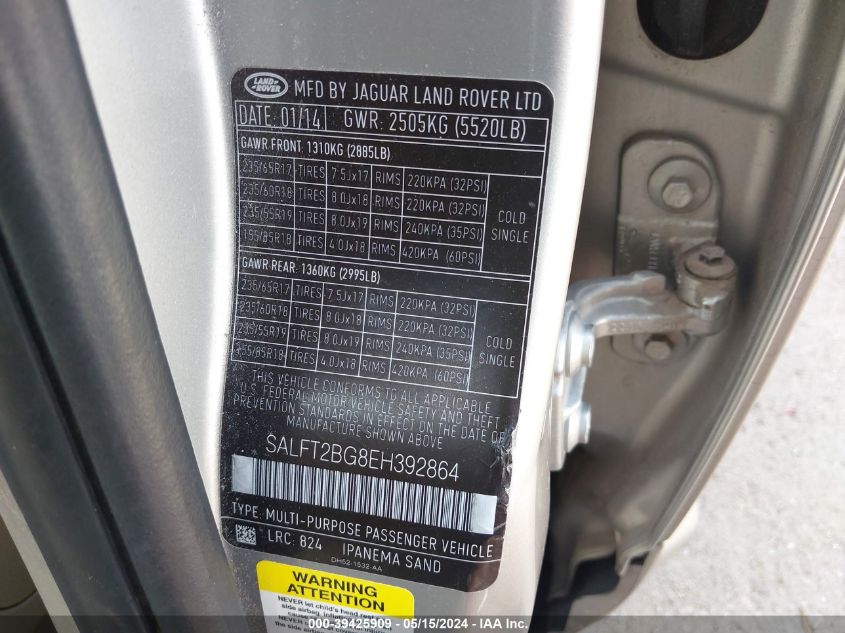 LAND ROVER
MFD BY JAGUAR LAND ROVER LTD
DATE: 01/14 GWR: 2505KG (5520LB)
GAWR FRONT: 1310KG (2885LB)
235/65R17 TIRES 7.5Jx17 RIMS 220KPA (32PSI)
235/60R18 TIRES 8.0Jx18 RIMS 220KPA (32PSI)
235/55R19 TIRES 8.0Jx19 RIMS 240KPA (35PSI)
155/85R18 TIRES 4.0Jx18 RIMS 420KPA (60PSI)
COLD SINGLE
GAWR REAR: 1360KG (2995LB)
235/65R17 TIRES 7.5Jx17 RIMS 220KPA (32PSI)
235/60R18 TIRES 8.0Jx18 RIMS 220KPA (32PSI)
235/55R19 TIRES 8.0Jx19 RIMS 240KPA (35PSI)
155/85R18 TIRES 4.0Jx18 RIMS 420KPA (60PSI)
COLD SINGLE
THIS VEHICLE CONFORMS TO ALL APPLICABLE
U.S. FEDERAL MOTOR VEHICLE SAFETY AND THEFT
PREVENTION STANDARDS IN EFFECT ON THE DATE OF
MANUFACTURE SHOWN ABOVE
SALFT2BG8EH392864
TYPE: MULTI-PURPOSE PASSENGER VEHICLE
LRC: 824 IPANEMA SAND
DH52-1532-AA
WARNING
ATTENTION
NEVER let child's head rest
side airbag
000-39425909 - 05/15/2024 - IAA Inc.